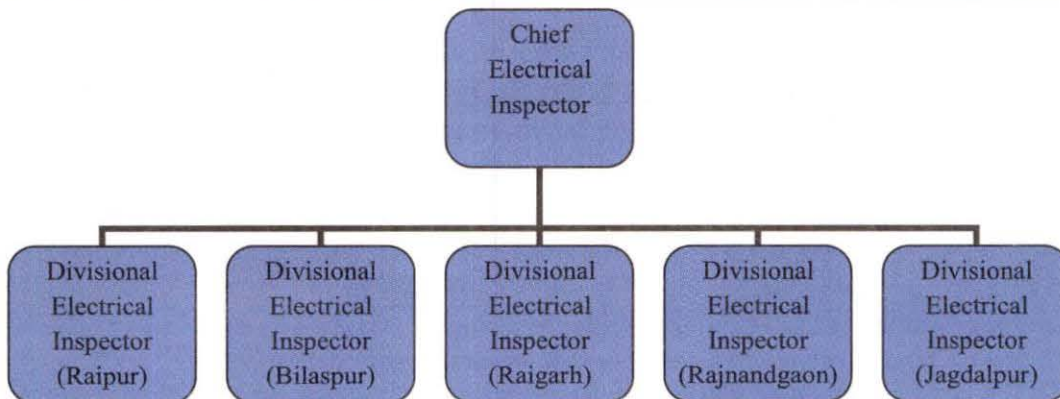 Chief
Electrical
Inspector
Divisional
Electrical
Inspector
(Raipur)
Divisional
Electrical
Inspector
(Bilaspur)
Divisional
Electrical
Inspector
(Raigarh)
Divisional
Electrical
Inspector
(Rajnandgaon)
Divisional
Electrical
Inspector
(Jagdalpur)